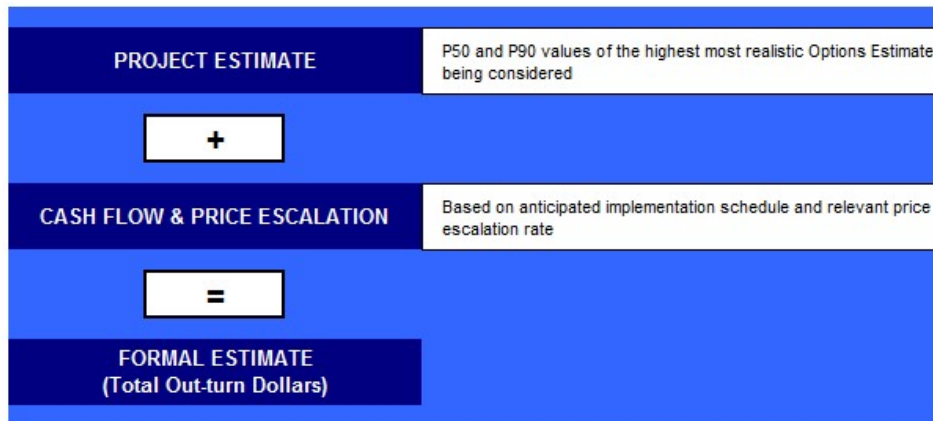 PROJECT ESTIMATE
P50 and P90 values of the highest most realistic Options Estimate
being considered
+
CASH FLOW & PRICE ESCALATION
Based on anticipated implementation schedule and relevant price
escalation rate
=
FORMAL ESTIMATE
(Total Out-turn Dollars)